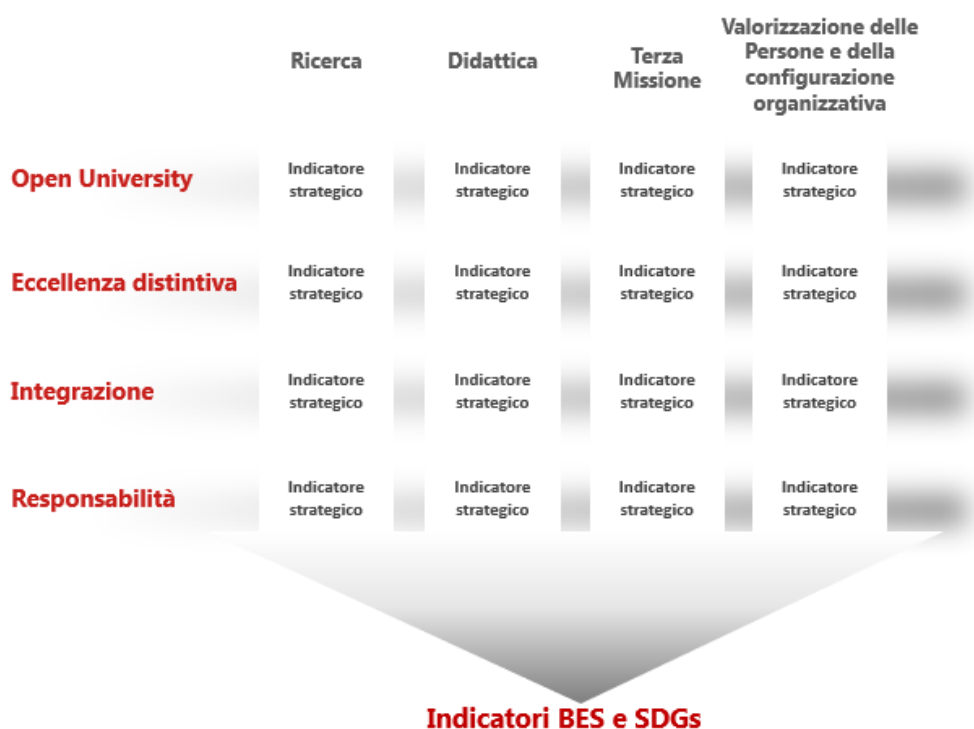 Ricerca
Didattica
Terza
Missione
Valorizzazione delle
Persone e della
configurazione
organizzativa
Open University
Indicatore
strategico
Indicatore
strategico
Indicatore
strategico
Indicatore
strategico
Eccellenza distintiva
Indicatore
strategico
Indicatore
strategico
Indicatore
strategico
Indicatore
strategico
Integrazione
Indicatore
strategico
Indicatore
strategico
Indicatore
strategico
Indicatore
strategico
Responsabilità
Indicatore
strategico
Indicatore
strategico
Indicatore
strategico
Indicatore
strategico
Indicatori BES e SDGs